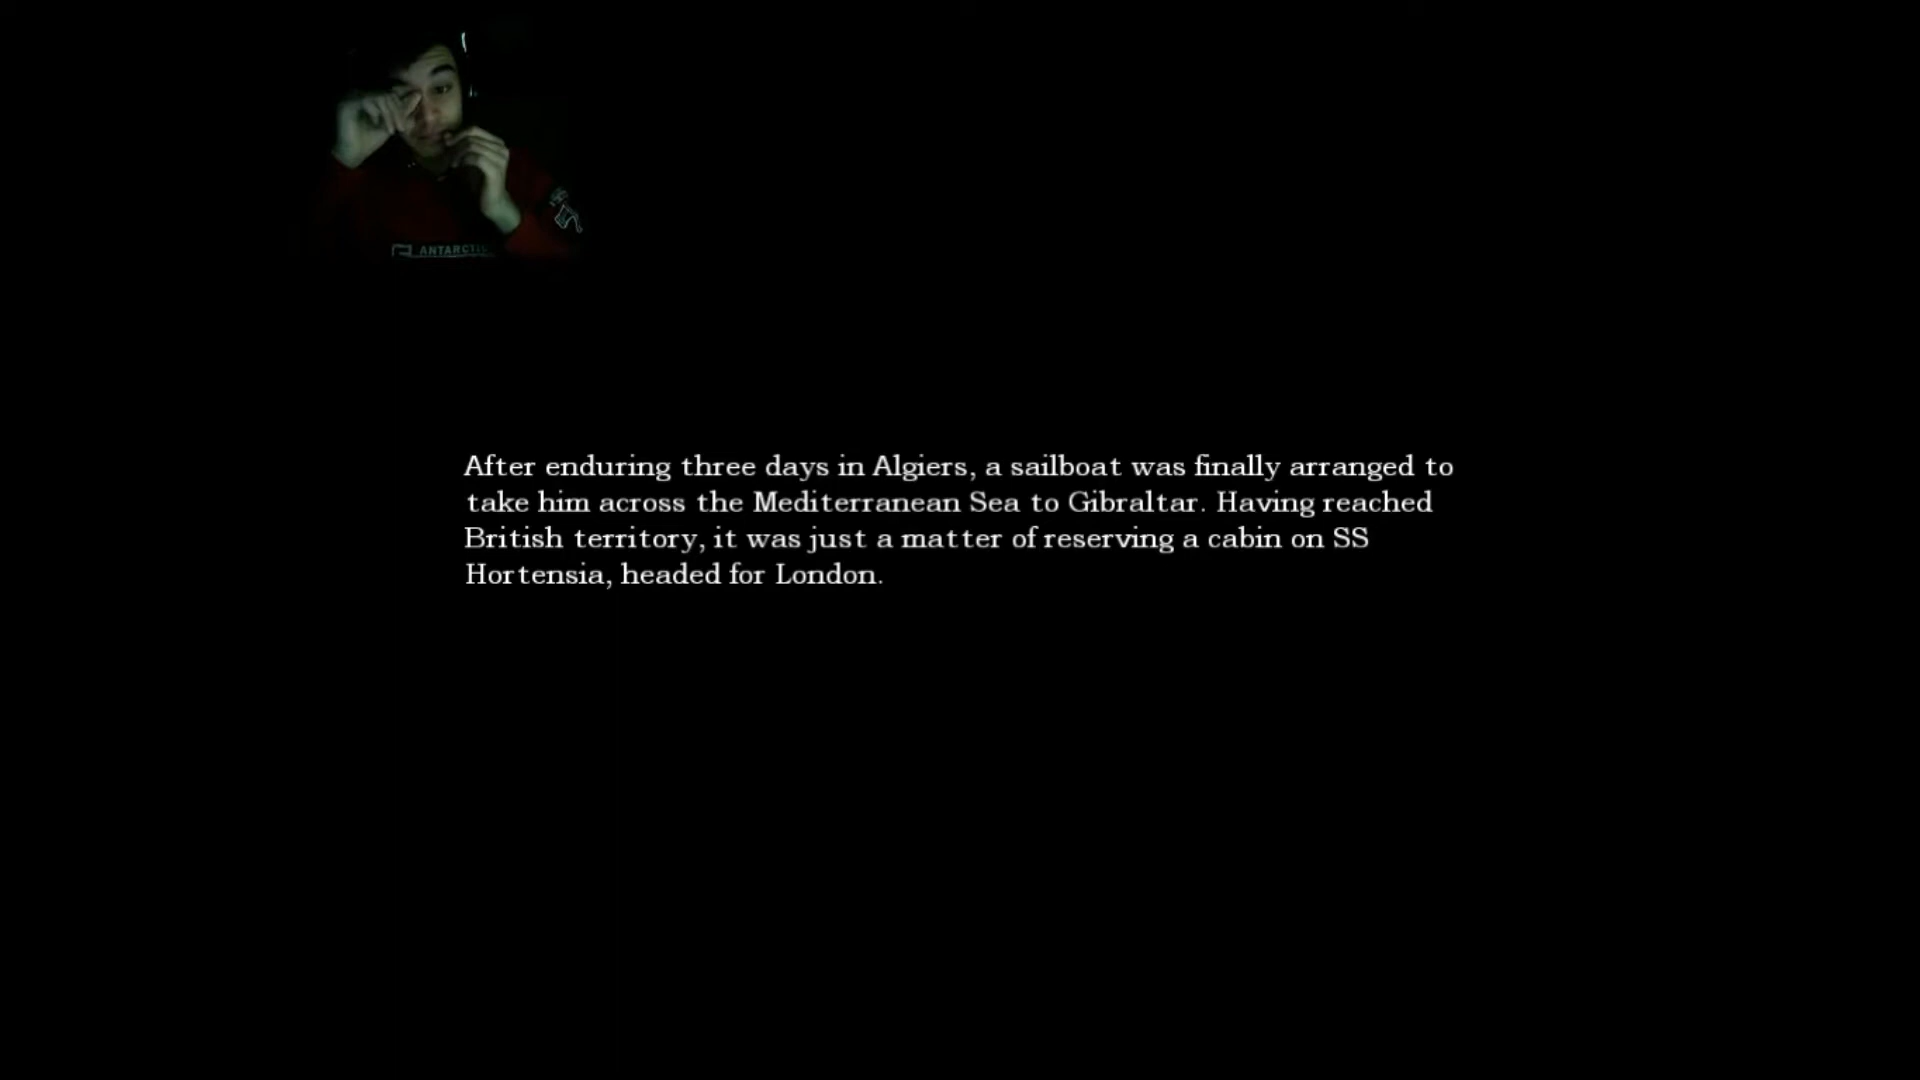 ANTARCTIC
After enduring three days in Algiers, a sailboat was finally arranged to
take him across the Mediterranean Sea to Gibraltar. Having reached
British territory, it was just a matter of reserving a cabin on SS
Hortensia, headed for London.